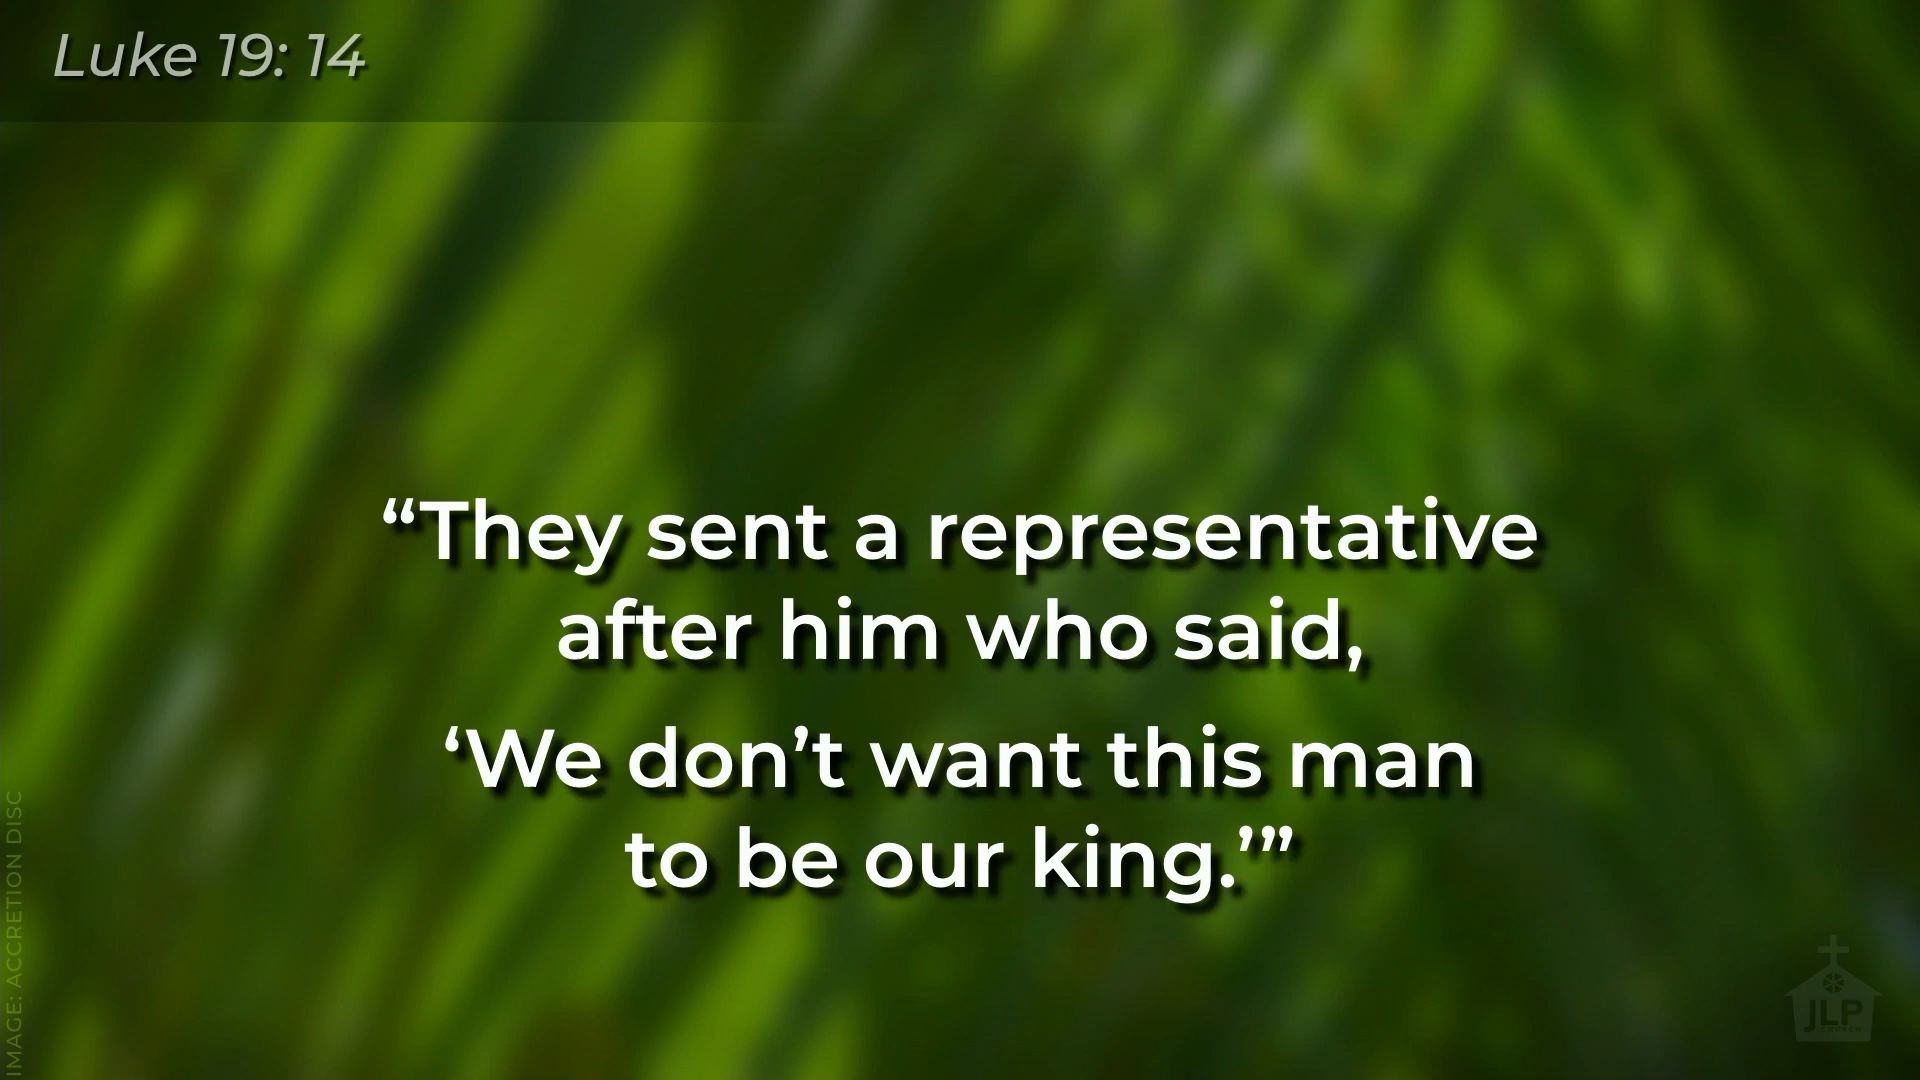 Luke 19: 14
“They sent a representative
after him who said,
‘We don’t want this man
to be our king.’”
IMAGE: ACCRETION DISC
JLP
CHURCH